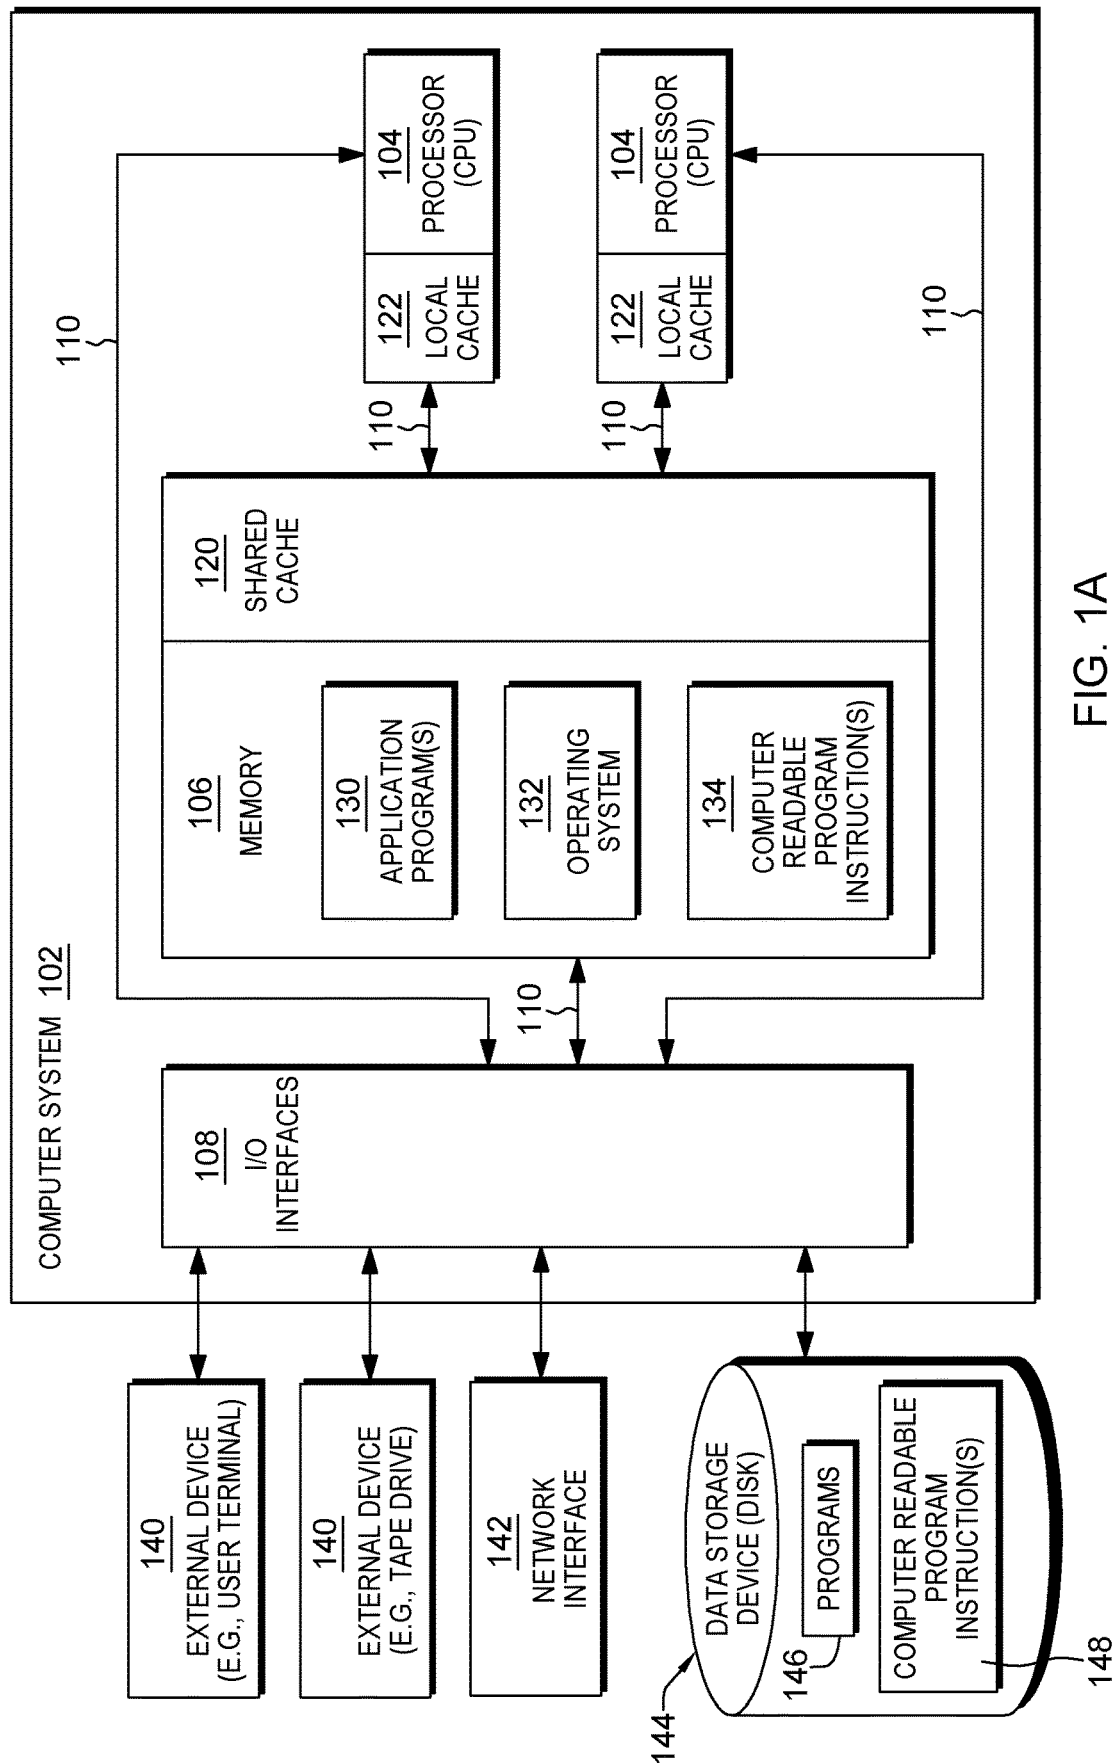 COMPUTER SYSTEM 102
110
104
PROCESSOR
(CPU)
122
LOCAL
CACHE
110
120
SHARED
CACHE
106
MEMORY
130
APPLICATION
PROGRAM(S)
132
OPERATING
SYSTEM
134
COMPUTER
READABLE
PROGRAM
INSTRUCTION(S)
104
PROCESSOR
(CPU)
122
LOCAL
CACHE
110
110
110
108
I/O
INTERFACES
140
EXTERNAL DEVICE
(E.G., USER TERMINAL)
140
EXTERNAL DEVICE
(E.G., TAPE DRIVE)
142
NETWORK
INTERFACE
144
DATA STORAGE
DEVICE (DISK)
146
PROGRAMS
COMPUTER READABLE
PROGRAM
INSTRUCTION(S)
148
FIG. 1A